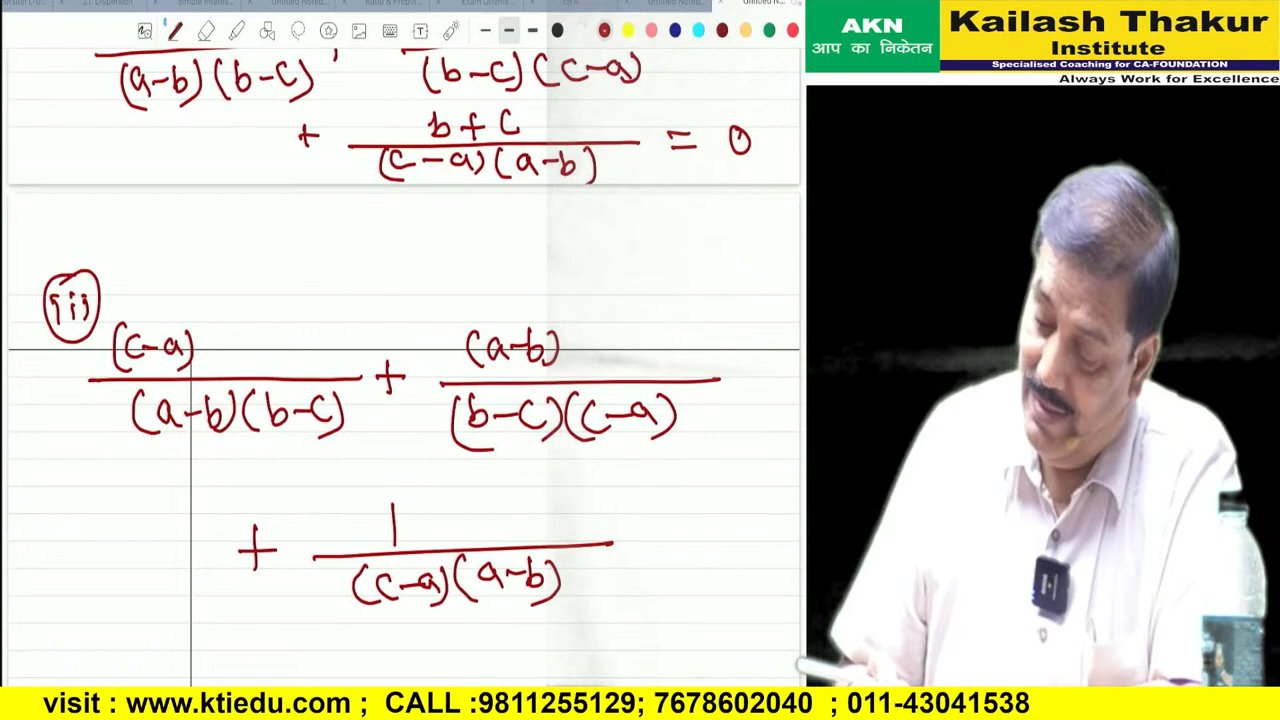 AKN
आप का निकेतन
Kailash Thakur
Institute
Specialised Coaching for CA-FOUNDATION
Always Work for Excellence
(a-b)(b-c) , (b-c)(c-a)
+ b+c / (c-a)(a-b) = 0
iii
(c-a) / (a-b)(b-c) + (a-b) / (b-c)(c-a)
+ 1 / (c-a)(a-b)
visit : www.ktiedu.com ; CALL :9811255129; 7678602040 ; 011-43041538